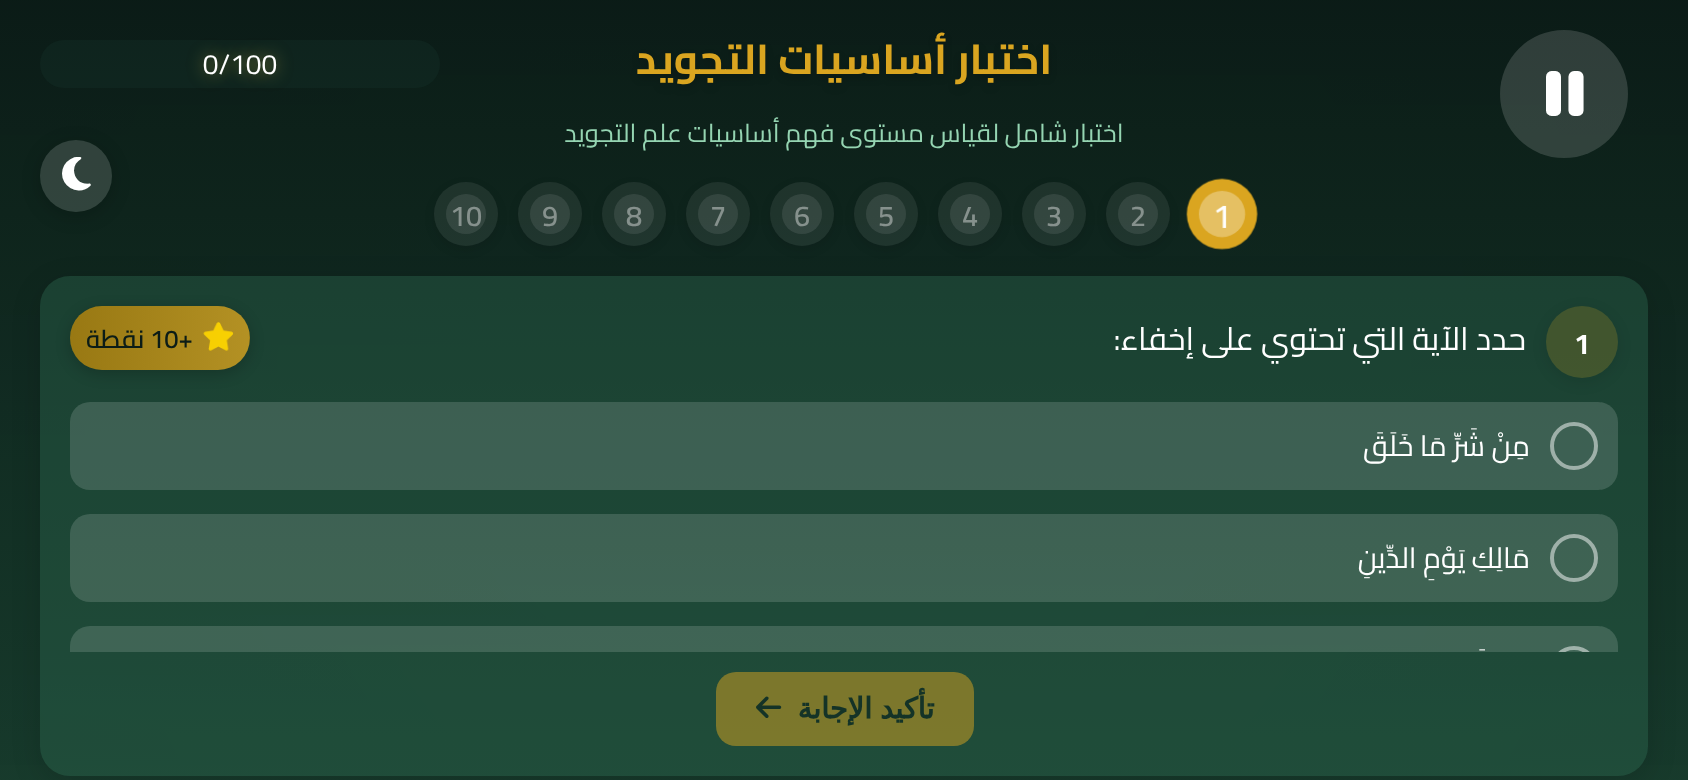 اختبار أساسيات التجويد
0/100
اختبار شامل لقياس مستوى فهم أساسيات علم التجويد
1 2 3 4 5 6 7 8 9 10
1 حدد الآية التي تحتوي على إخفاء:
+10 نقطة
مِنْ شَرِّ مَا خَلَقَ
مَالِكِ يَوْمِ الدِّينِ
تأكيد الإجابة ←